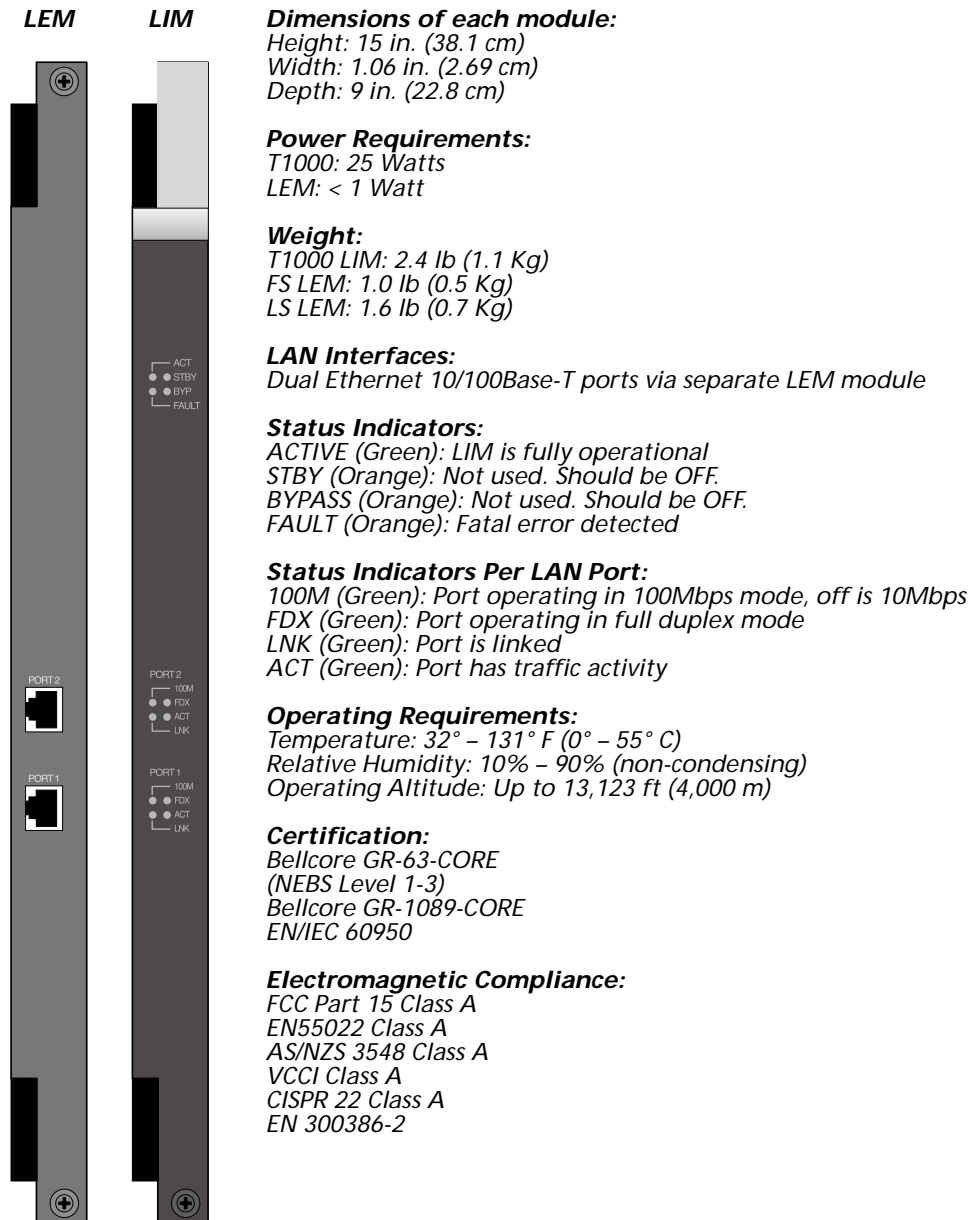 LEM
LIM
ACT
STBY
BYP
FAULT
PORT 2
PORT 2
100M
FDX
ACT
LNK
PORT 1
PORT 1
100M
FDX
ACT
LNK
Dimensions of each module:
Height: 15 in. (38.1 cm)
Width: 1.06 in. (2.69 cm)
Depth: 9 in. (22.8 cm)
Power Requirements:
T1000: 25 Watts
LEM: < 1 Watt
Weight:
T1000 LIM: 2.4 lb (1.1 Kg)
FS LEM: 1.0 lb (0.5 Kg)
LS LEM: 1.6 lb (0.7 Kg)
LAN Interfaces:
Dual Ethernet 10/100Base-T ports via separate LEM module
Status Indicators:
ACTIVE (Green): LIM is fully operational
STBY (Orange): Not used. Should be OFF.
BYPASS (Orange): Not used. Should be OFF.
FAULT (Orange): Fatal error detected
Status Indicators Per LAN Port:
100M (Green): Port operating in 100Mbps mode, off is 10Mbps
FDX (Green): Port operating in full duplex mode
LNK (Green): Port is linked
ACT (Green): Port has traffic activity
Operating Requirements:
Temperature: 32° – 131° F (0° – 55° C)
Relative Humidity: 10% – 90% (non-condensing)
Operating Altitude: Up to 13,123 ft (4,000 m)
Certification:
Bellcore GR-63-CORE
(NEBS Level 1-3)
Bellcore GR-1089-CORE
EN/IEC 60950
Electromagnetic Compliance:
FCC Part 15 Class A
EN55022 Class A
AS/NZS 3548 Class A
VCCI Class A
CISPR 22 Class A
EN 300386-2